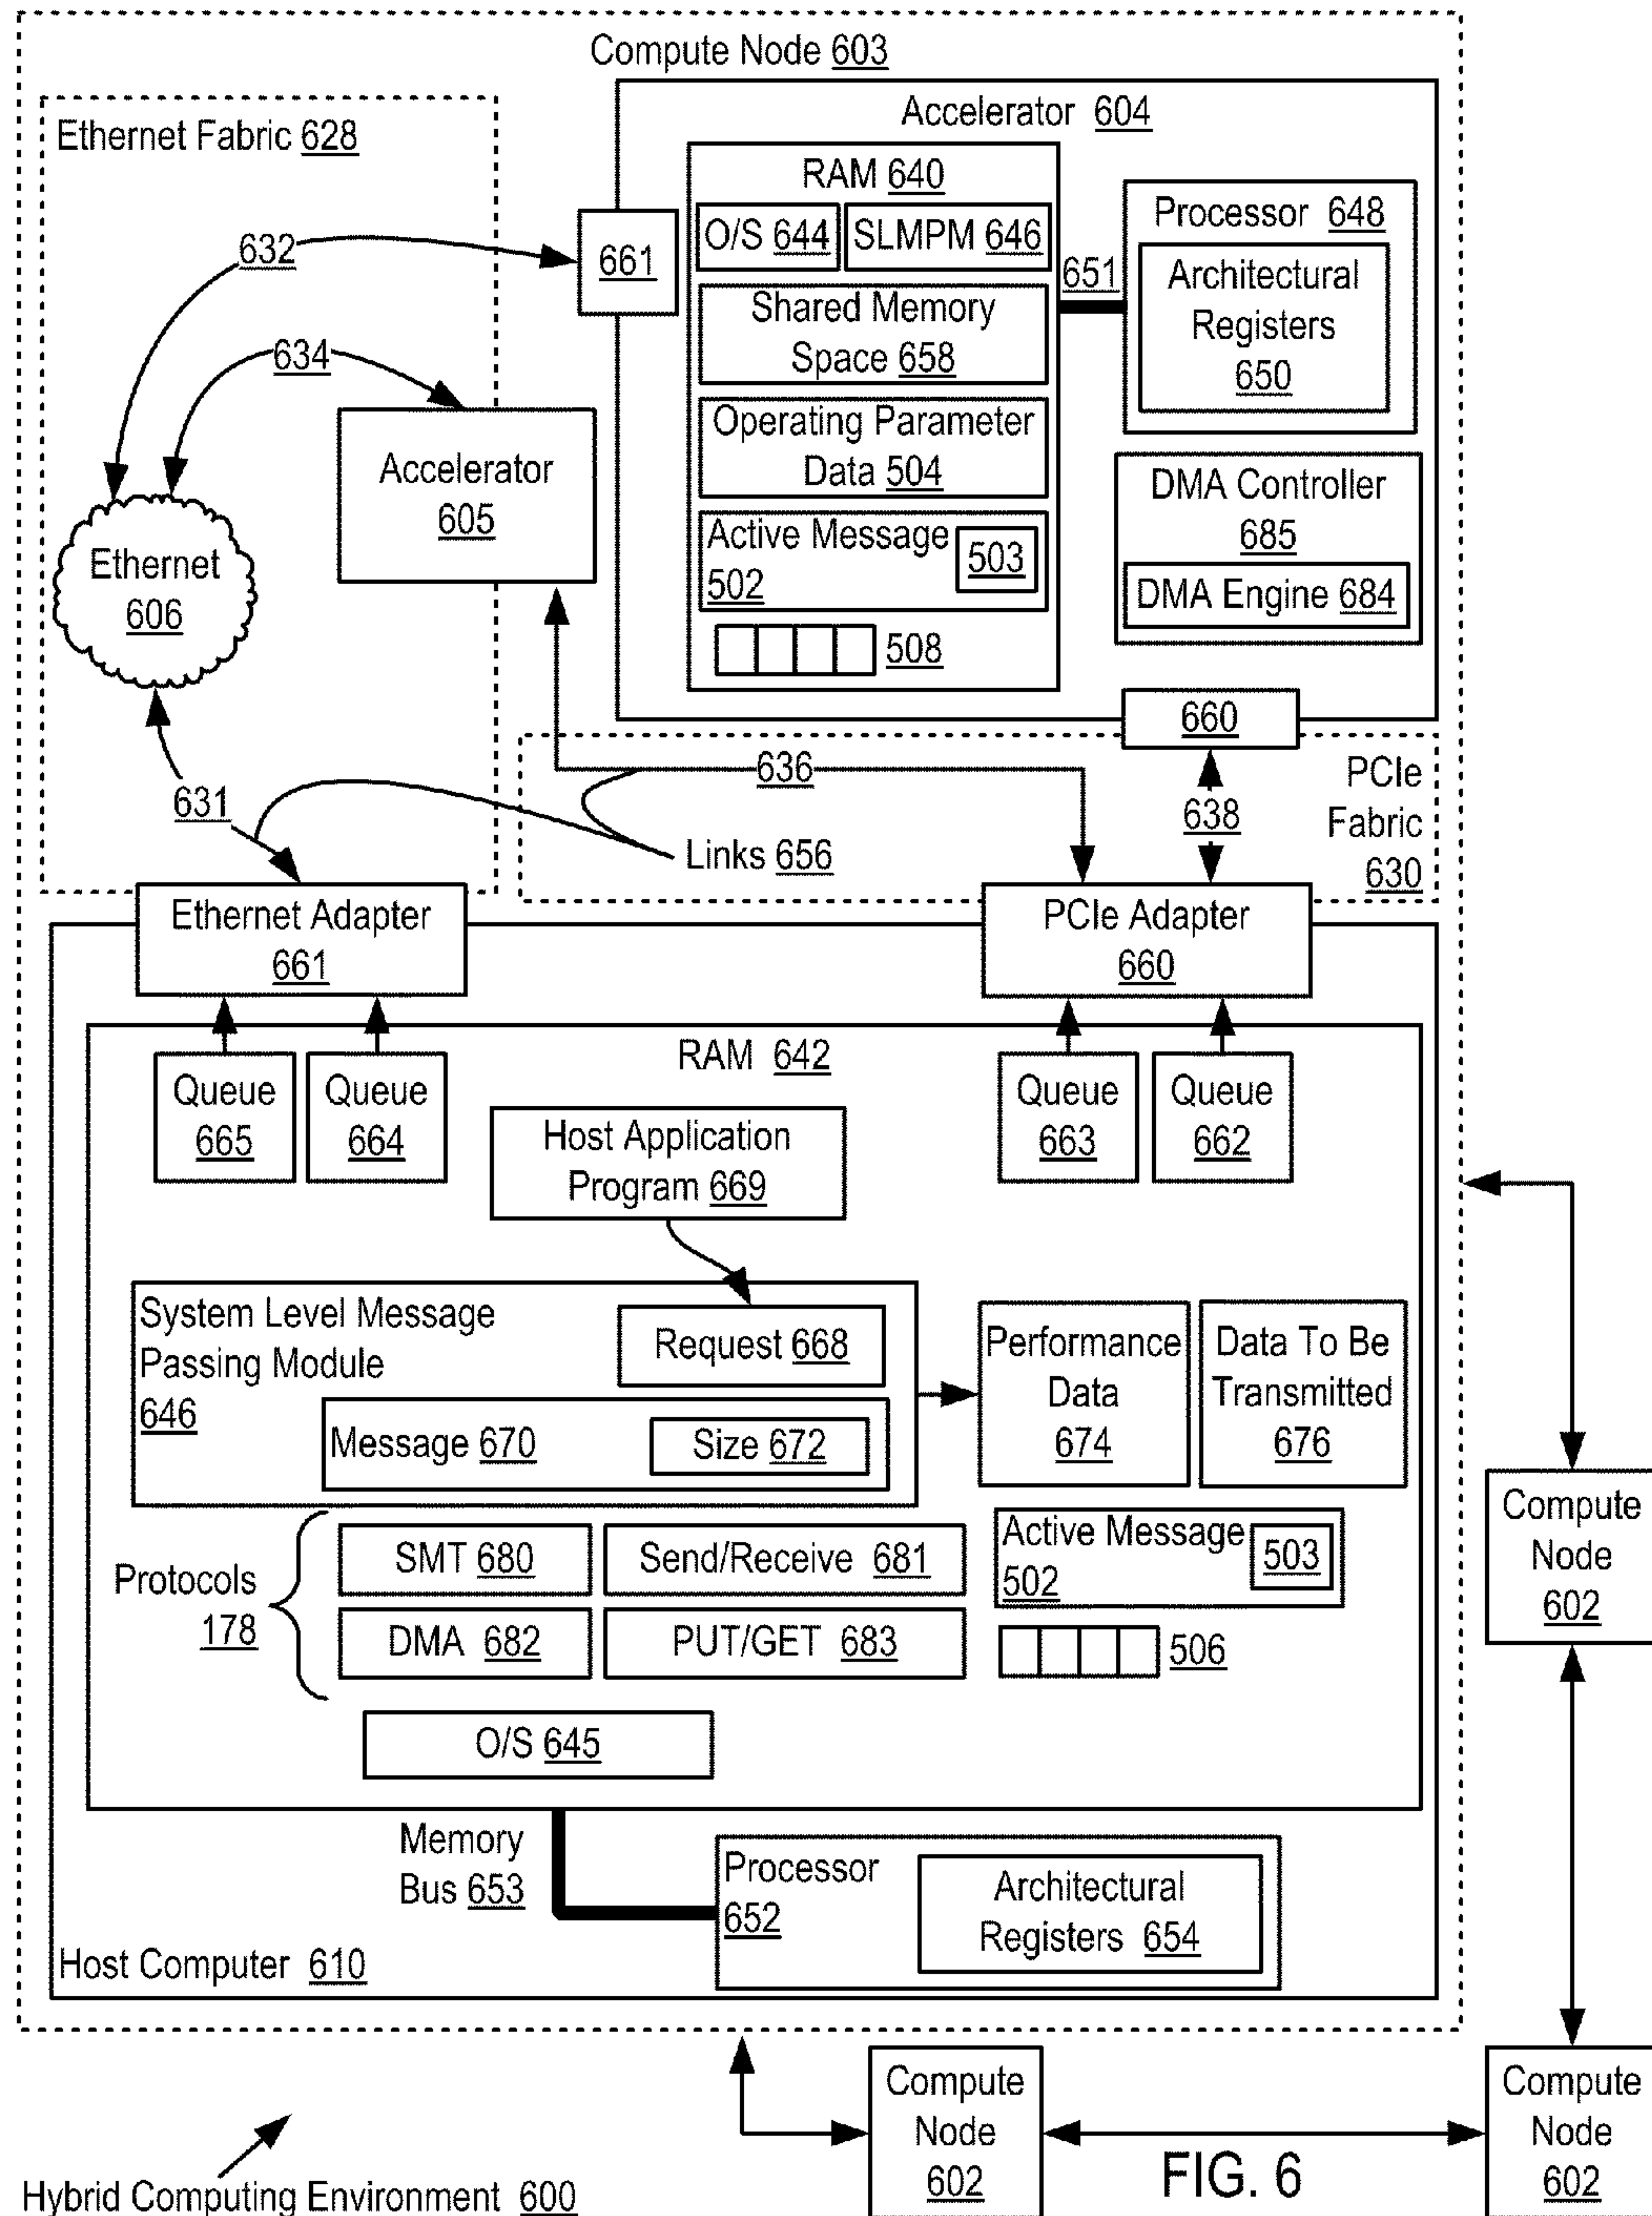 Compute Node 603
Ethernet Fabric 628
Accelerator 604
RAM 640
O/S 644
SLMPM 646
Shared Memory
Space 658
Operating Parameter
Data 504
Active Message
502
503
508
651
Processor 648
Architectural
Registers
650
DMA Controller
685
DMA Engine 684
660
661
632
634
Accelerator
605
Ethernet
606
631
636
638
Links 656
PCIe
Fabric
630
Ethernet Adapter
661
PCIe Adapter
660
RAM 642
Queue
665
Queue
664
Queue
663
Queue
662
Host Application
Program 669
System Level Message
Passing Module
646
Request 668
Message 670
Size 672
Performance
Data
674
Data To Be
Transmitted
676
Protocols
178
SMT 680
Send/Receive 681
DMA 682
PUT/GET 683
Active Message
502
503
506
O/S 645
Memory
Bus 653
Processor
652
Architectural
Registers 654
Host Computer 610
Compute
Node
602
Compute
Node
602
Compute
Node
602
FIG. 6
Hybrid Computing Environment 600